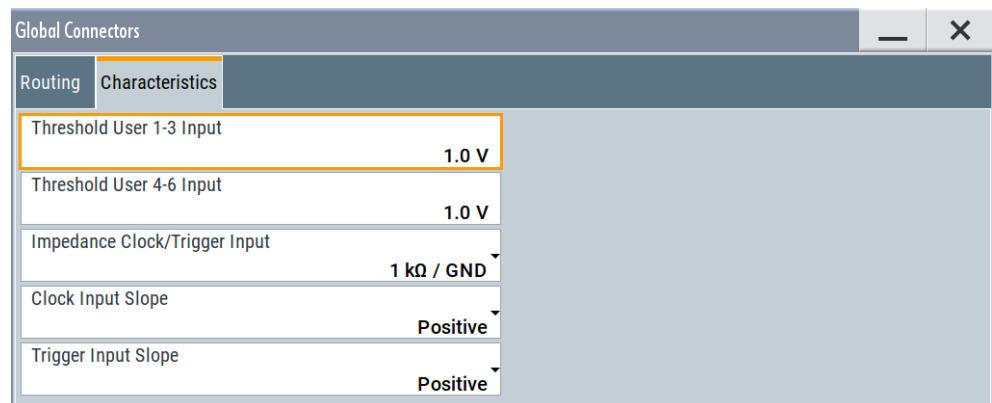 Global Connectors
Routing Characteristics
Threshold User 1-3 Input
1.0 V
Threshold User 4-6 Input
1.0 V
Impedance Clock/Trigger Input
1 kΩ / GND
Clock Input Slope
Positive
Trigger Input Slope
Positive